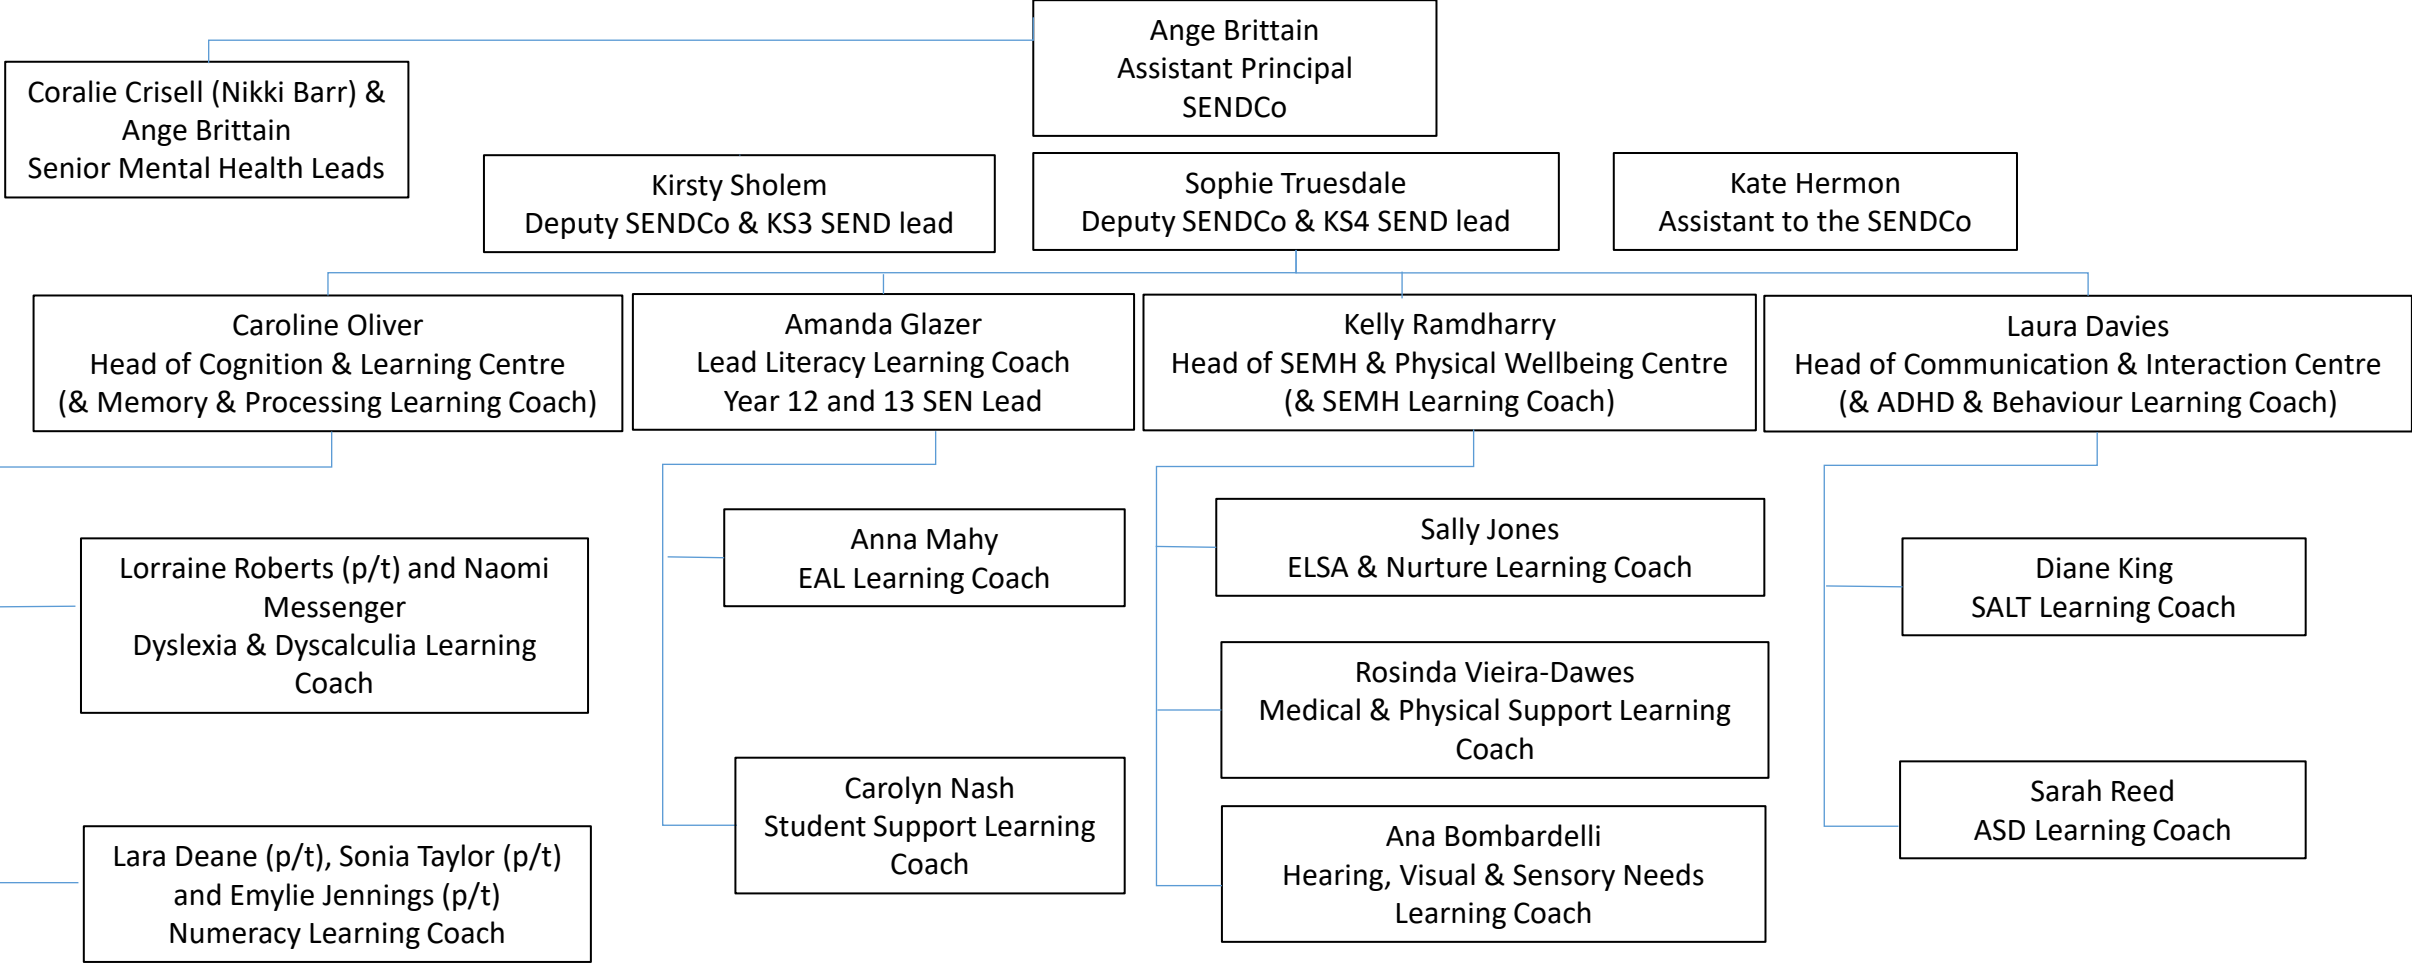 Ange Brittain
Assistant Principal
SENDCo
Coralie Crisell (Nikki Barr) &
Ange Brittain
Senior Mental Health Leads
Kirsty Sholem
Deputy SENDCo & KS3 SEND lead
Sophie Truesdale
Deputy SENDCo & KS4 SEND lead
Kate Hermon
Assistant to the SENDCo
Caroline Oliver
Head of Cognition & Learning Centre
(& Memory & Processing Learning Coach)
Amanda Glazer
Lead Literacy Learning Coach
Year 12 and 13 SEN Lead
Kelly Ramdharry
Head of SEMH & Physical Wellbeing Centre
(& SEMH Learning Coach)
Laura Davies
Head of Communication & Interaction Centre
(& ADHD & Behaviour Learning Coach)
Lorraine Roberts (p/t) and Naomi
Messenger
Dyslexia & Dyscalculia Learning
Coach
Lara Deane (p/t), Sonia Taylor (p/t)
and Emylie Jennings (p/t)
Numeracy Learning Coach
Anna Mahy
EAL Learning Coach
Carolyn Nash
Student Support Learning
Coach
Sally Jones
ELSA & Nurture Learning Coach
Rosinda Vieira-Dawes
Medical & Physical Support Learning
Coach
Ana Bombardelli
Hearing, Visual & Sensory Needs
Learning Coach
Diane King
SALT Learning Coach
Sarah Reed
ASD Learning Coach